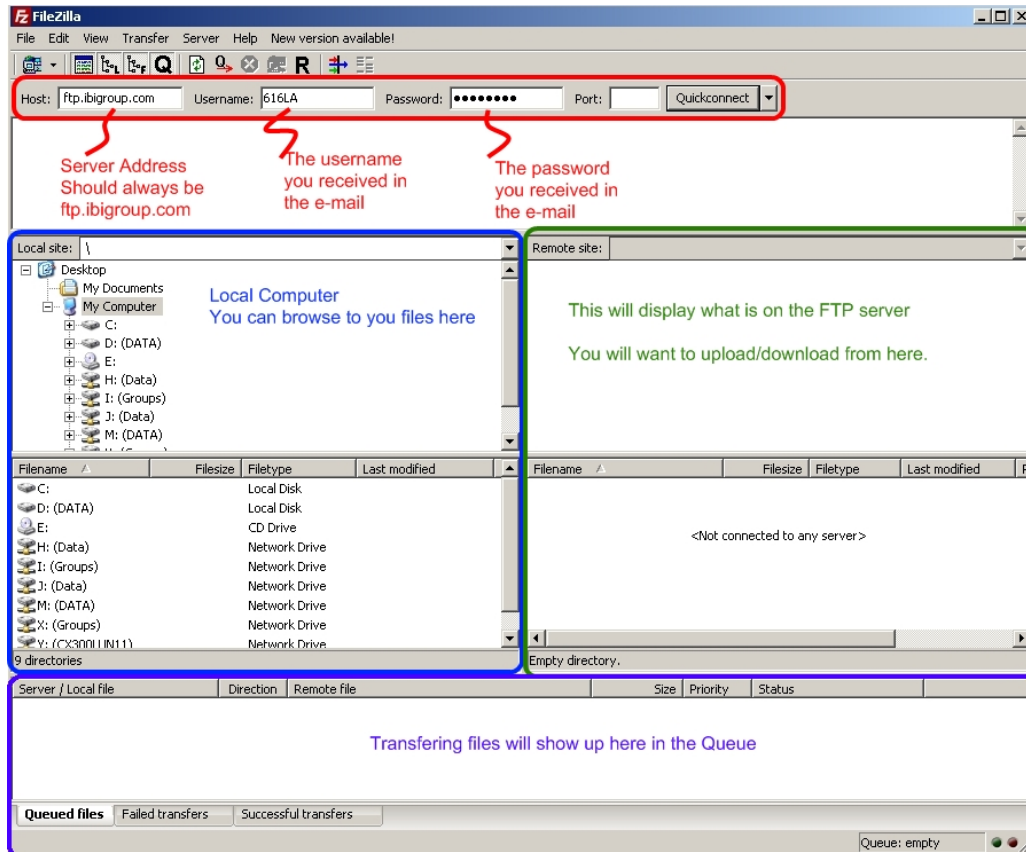 FileZilla
File Edit View Transfer Server Help New version available!
Host: ftp.ibigroup.com Username: 616LA Password: ●●●●●●●● Port: Quickconnect
Server Address
Should always be
ftp.ibigroup.com
The username
you received in
the e-mail
The password
you received in
the e-mail
Local site: \
Desktop
My Documents
My Computer
C:
D: (DATA)
E:
H: (Data)
I: (Groups)
J: (Data)
M: (DATA)
Local Computer
You can browse to you files here
Filename Filesize Filetype Last modified
C: Local Disk
D: (DATA) Local Disk
E: CD Drive
H: (Data) Network Drive
I: (Groups) Network Drive
J: (Data) Network Drive
M: (DATA) Network Drive
X: (Groups) Network Drive
Y: (CX300LUN11) Network Drive
9 directories
Remote site:
This will display what is on the FTP server
You will want to upload/download from here.
Filename Filesize Filetype Last modified
<Not connected to any server>
Empty directory.
Server / Local file Direction Remote file Size Priority Status
Transfering files will show up here in the Queue
Queued files Failed transfers Successful transfers
Queue: empty